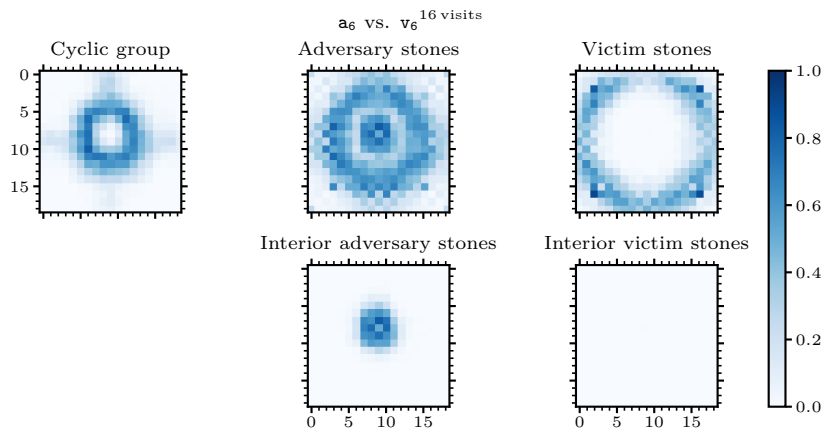 a₆ vs. v₆ 16 visits
Cyclic group Adversary stones Victim stones
0
5
10
15
1.0
0.8
0.6
0.4
0.2
0.0
Interior adversary stones Interior victim stones
0 5 10 15 0 5 10 15